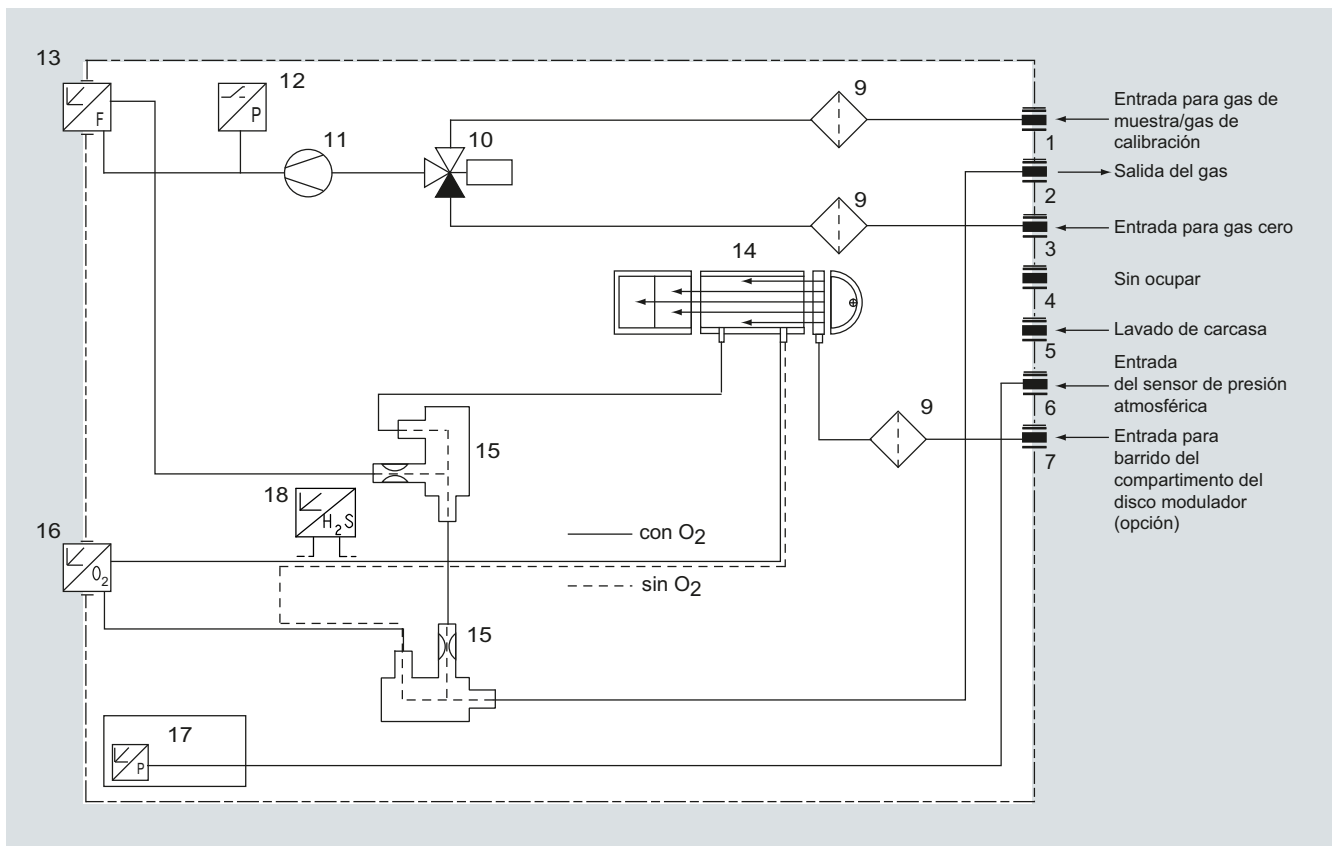 13
F
12
P
11
10
9
1
Entrada para gas de
muestra/gas de
calibración
2
Salida del gas
9
3
Entrada para gas cero
14
4
Sin ocupar
5
Lavado de carcasa
6
Entrada
del sensor de presión
atmosférica
9
7
Entrada para
barrido del
compartimento del
disco modulador
(opción)
15
18
H2S
16
O2
con O2
sin O2
15
17
P